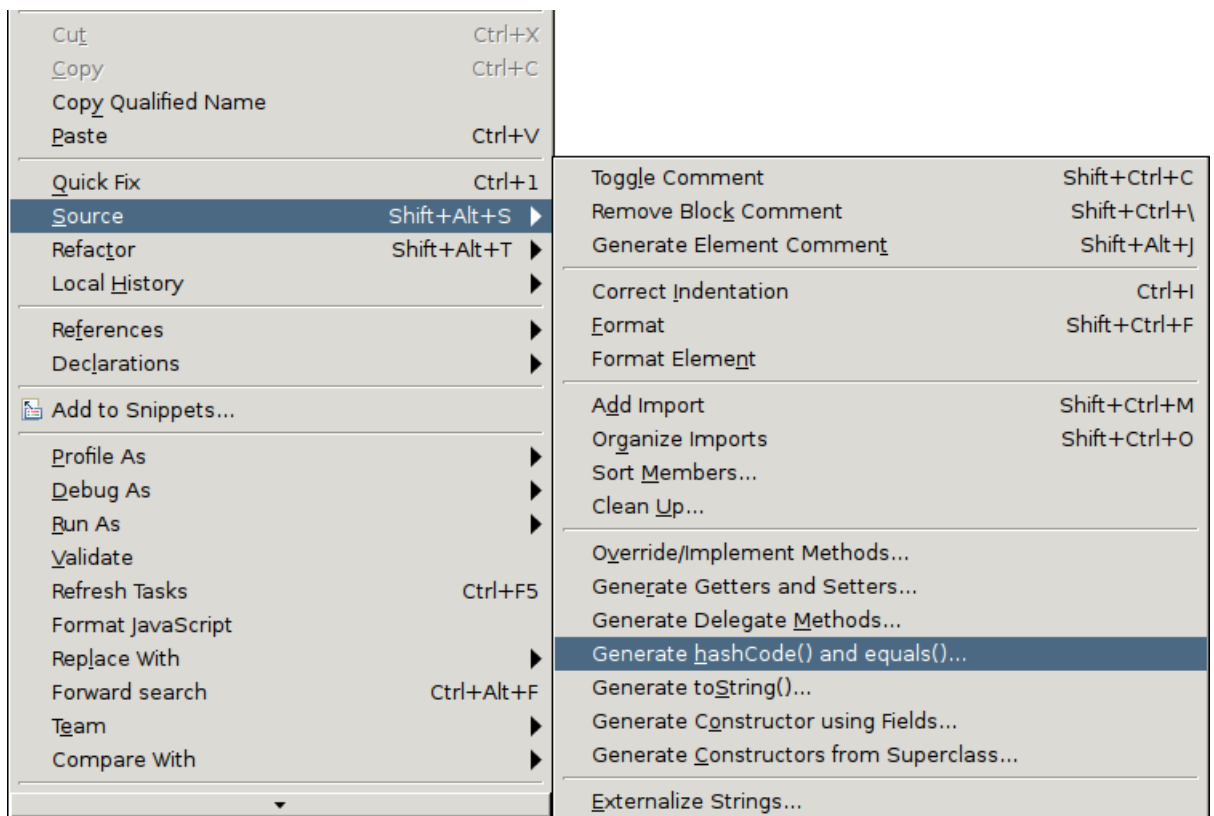 Cut Ctrl+X
Copy Ctrl+C
Copy Qualified Name
Paste Ctrl+V
Quick Fix Ctrl+1
Source Shift+Alt+S
Refactor Shift+Alt+T
Local History
References
Declarations
Add to Snippets...
Profile As
Debug As
Run As
Validate
Refresh Tasks Ctrl+F5
Format JavaScript
Replace With
Forward search Ctrl+Alt+F
Team
Compare With
Toggle Comment Shift+Ctrl+C
Remove Block Comment Shift+Ctrl+\
Generate Element Comment Shift+Alt+J
Correct Indentation Ctrl+I
Format Shift+Ctrl+F
Format Element
Add Import Shift+Ctrl+M
Organize Imports Shift+Ctrl+O
Sort Members...
Clean Up...
Override/Implement Methods...
Generate Getters and Setters...
Generate Delegate Methods...
Generate hashCode() and equals()...
Generate toString()...
Generate Constructor using Fields...
Generate Constructors from Superclass...
Externalize Strings...